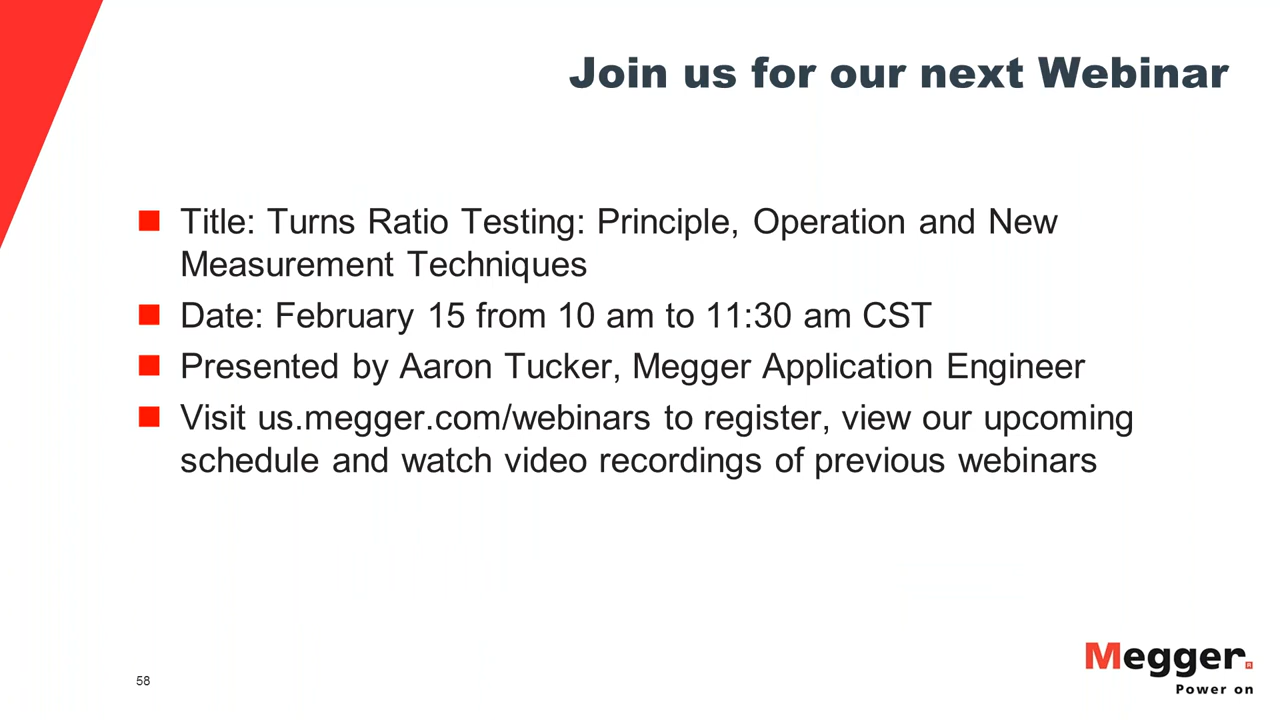 Join us for our next Webinar
Title: Turns Ratio Testing: Principle, Operation and New
Measurement Techniques
Date: February 15 from 10 am to 11:30 am CST
Presented by Aaron Tucker, Megger Application Engineer
Visit us.megger.com/webinars to register, view our upcoming
schedule and watch video recordings of previous webinars
58
Megger
Power on